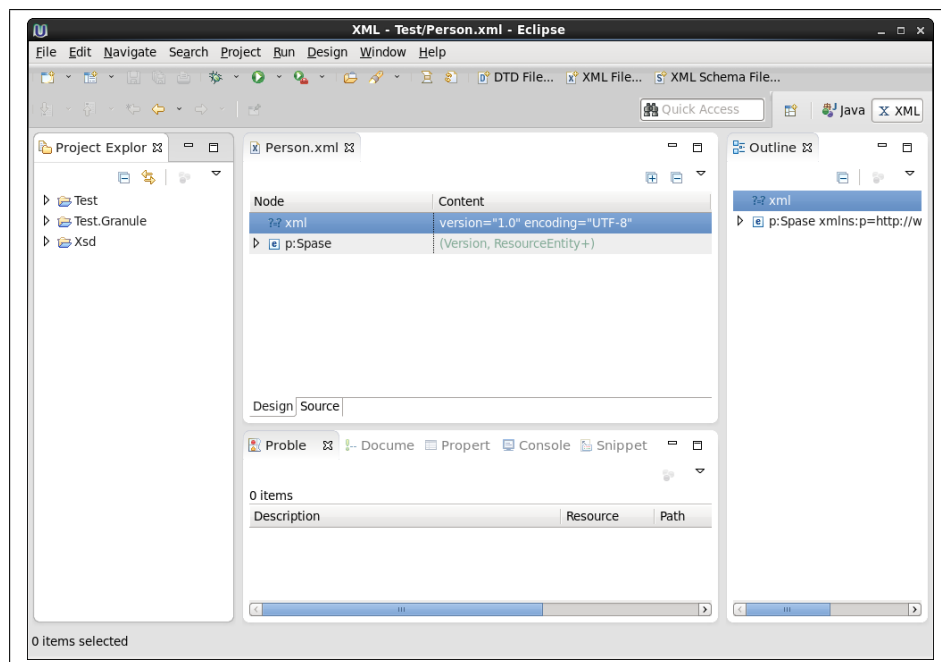 XML - Test/Person.xml - Eclipse
File Edit Navigate Search Project Run Design Window Help
DTD File... XML File... XML Schema File...
Quick Access
Java
XML
Project Explor
Test
Test.Granule
Xsd
Person.xml
Node Content
?=? xml version="1.0" encoding="UTF-8"
e p:Spase (Version, ResourceEntity+)
Design Source
Proble Docume Propert Console Snippet
0 items
Description Resource Path
Outline
?=? xml
e p:Spase xmlns:p=http://w
0 items selected